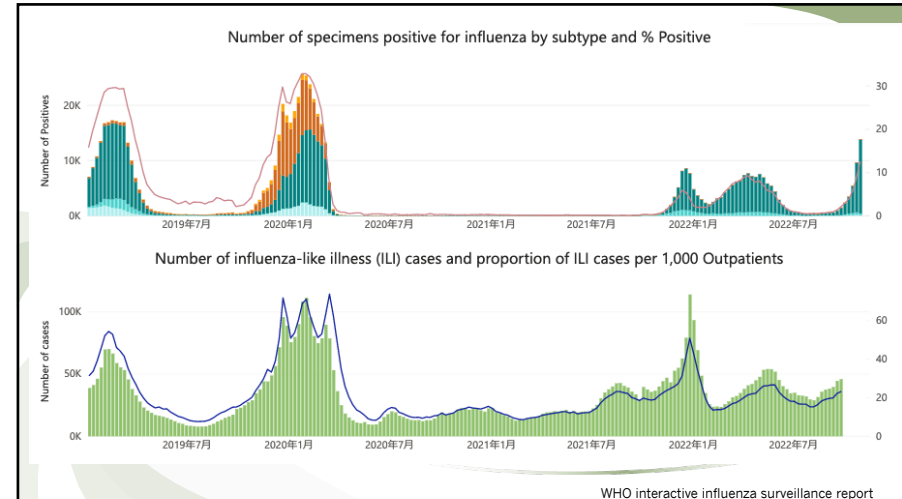 Number of specimens positive for influenza by subtype and % Positive
Number of Positives
20K
10K
0K
30
20
10
0
2019年7月 2020年1月 2020年7月 2021年1月 2021年7月 2022年1月 2022年7月
Number of influenza-like illness (ILI) cases and proportion of ILI cases per 1,000 Outpatients
Number of casess
100K
50K
0K
60
40
20
0
2019年7月 2020年1月 2020年7月 2021年1月 2021年7月 2022年1月 2022年7月
WHO interactive influenza surveillance report